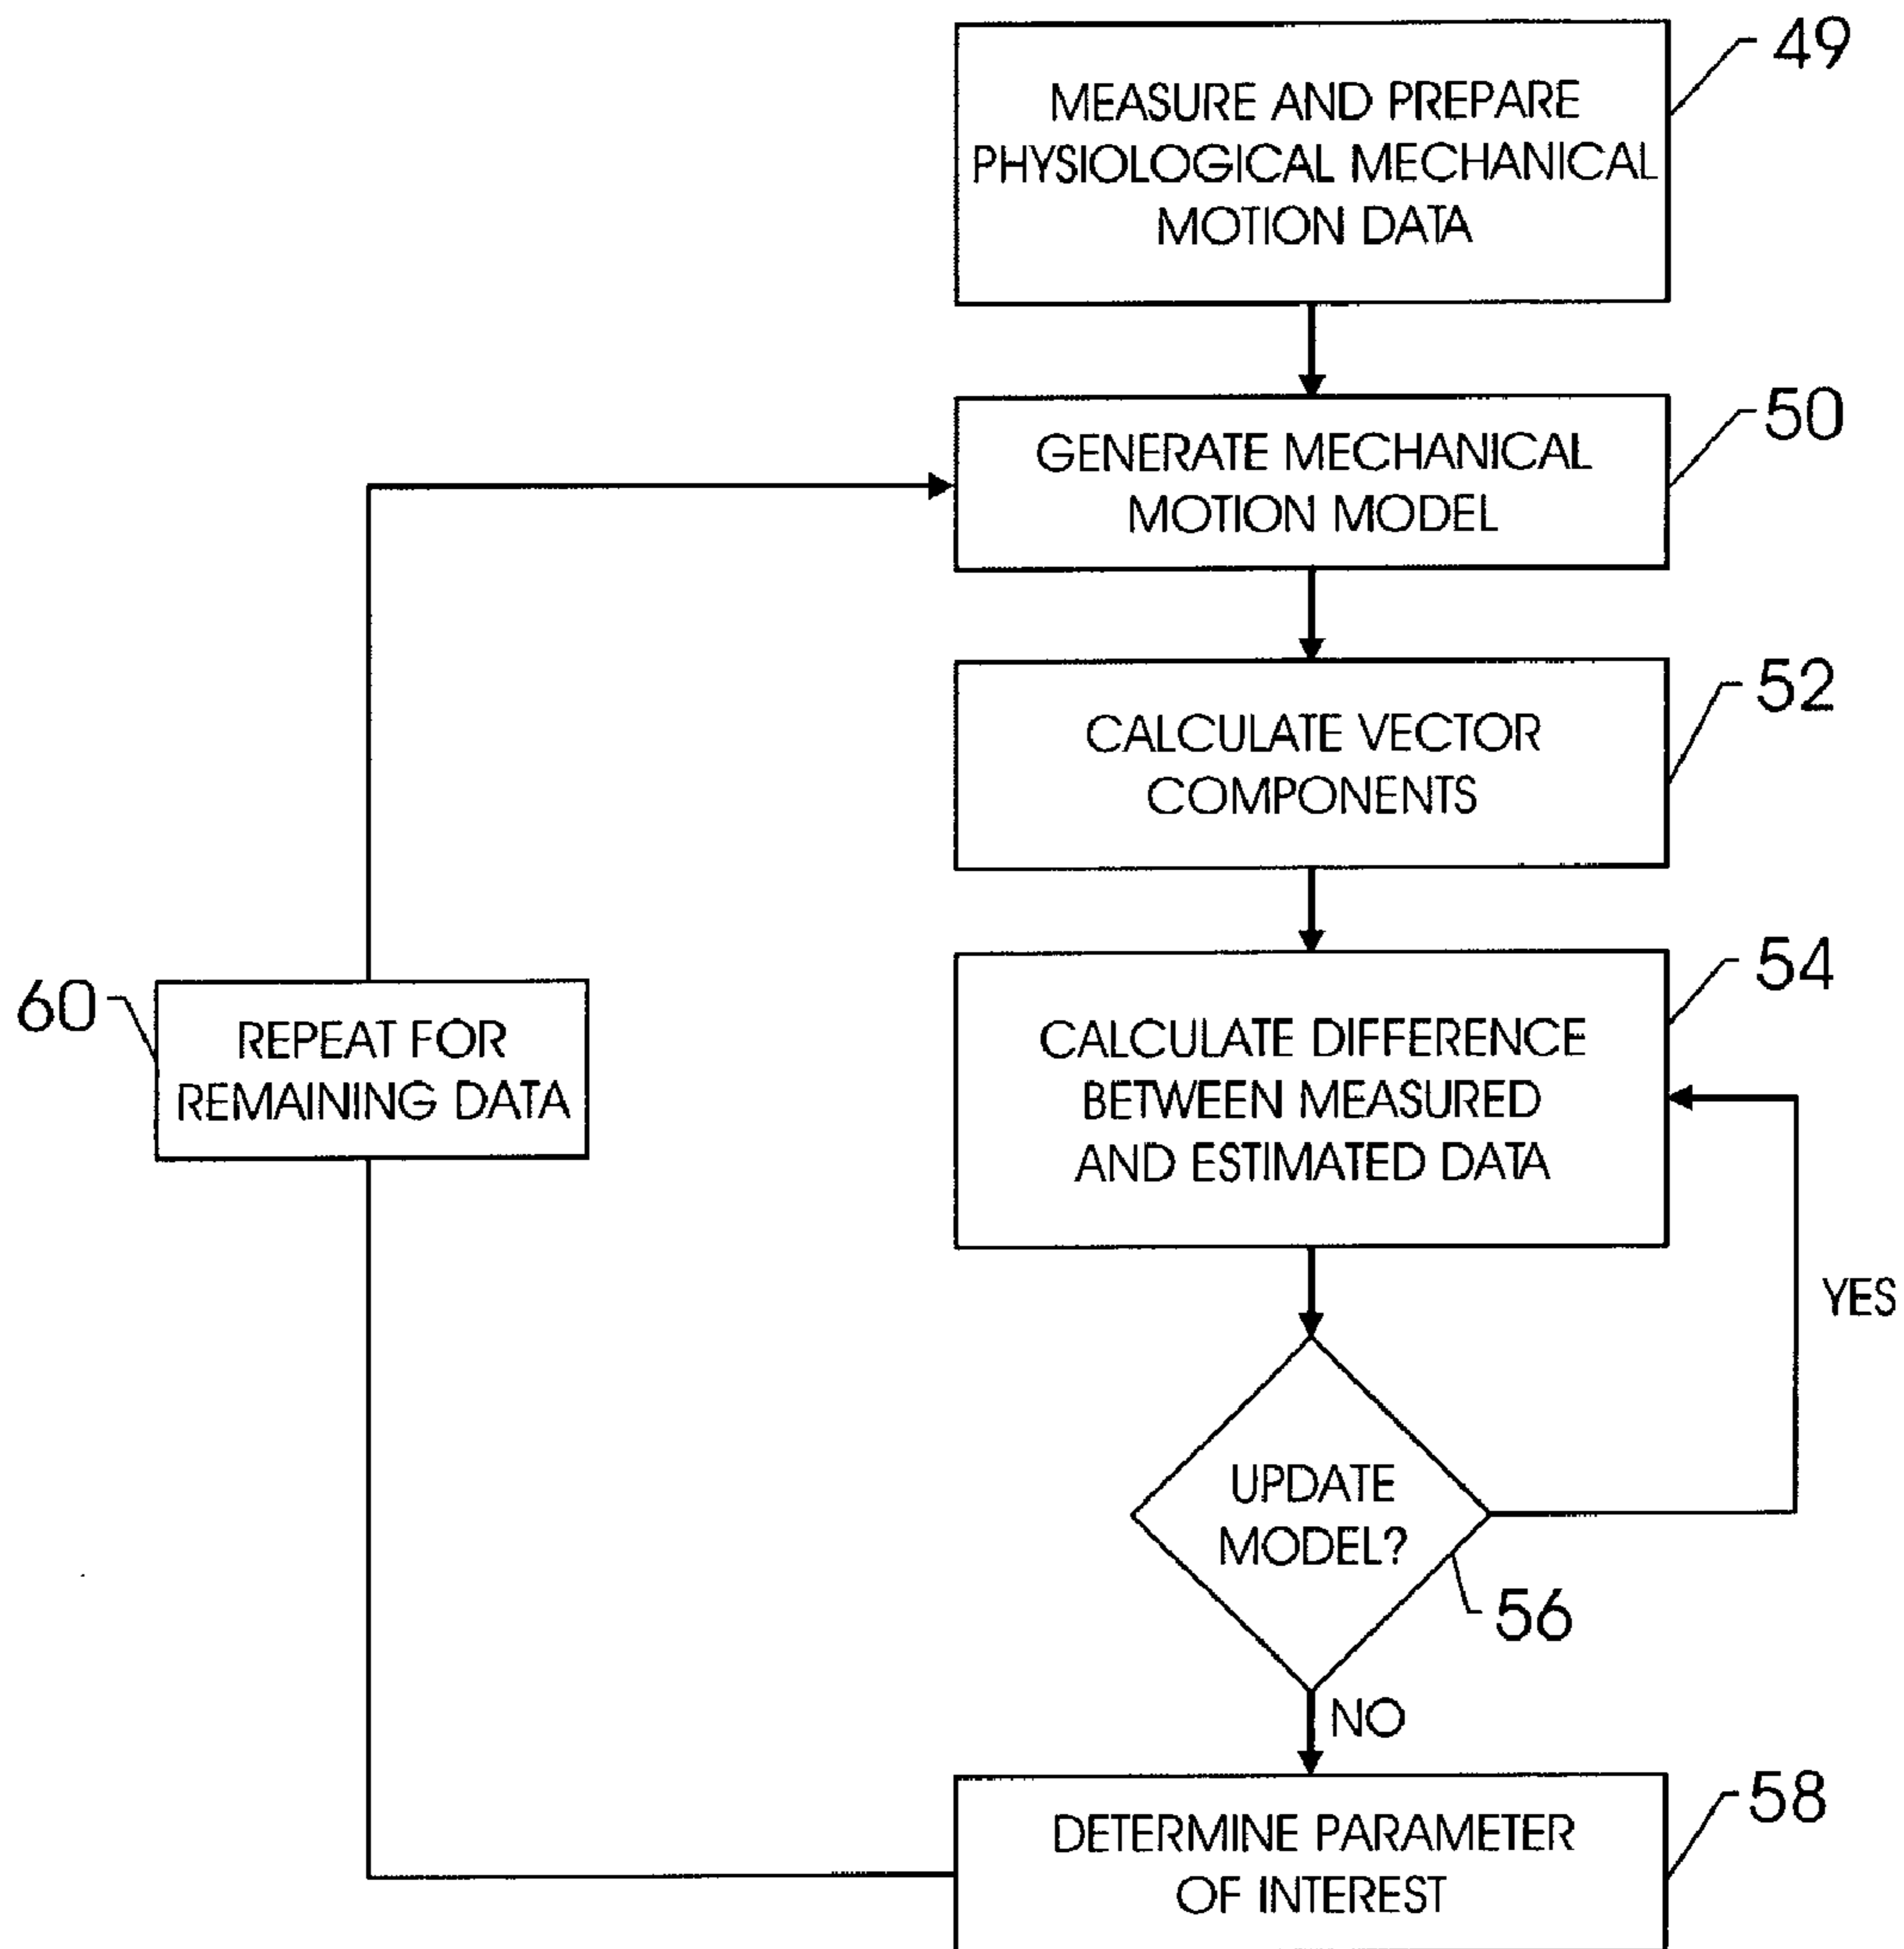 49
MEASURE AND PREPARE
PHYSIOLOGICAL MECHANICAL
MOTION DATA
50
GENERATE MECHANICAL
MOTION MODEL
52
CALCULATE VECTOR
COMPONENTS
54
CALCULATE DIFFERENCE
BETWEEN MEASURED
AND ESTIMATED DATA
60
REPEAT FOR
REMAINING DATA
YES
UPDATE
MODEL?
56
NO
58
DETERMINE PARAMETER
OF INTEREST